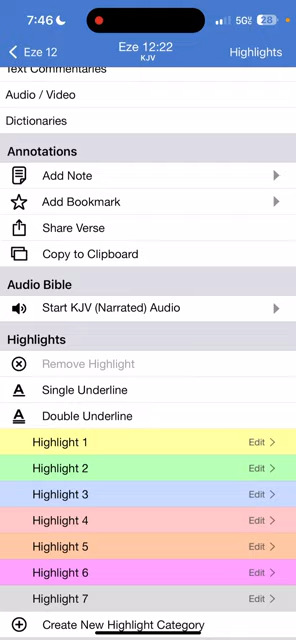 7:46
5G
28
Eze 12
Eze 12:22
KJV
Highlights
Text Commentaries
Audio / Video
Dictionaries
Annotations
Add Note
Add Bookmark
Share Verse
Copy to Clipboard
Audio Bible
Start KJV (Narrated) Audio
Highlights
Remove Highlight
A Single Underline
A Double Underline
Highlight 1 Edit
Highlight 2 Edit
Highlight 3 Edit
Highlight 4 Edit
Highlight 5 Edit
Highlight 6 Edit
Highlight 7 Edit
Create New Highlight Category